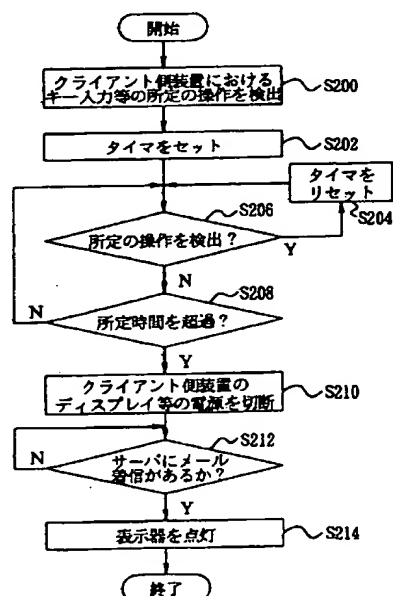 開始
クライアント側装置における
キー入力等の所定の操作を検出
S200
タイマをセット
S202
タイマを
リセット
S204
S206
所定の操作を検出？
Y
N
S208
所定時間を超過？
N
Y
クライアント側装置の
ディスプレイ等の電源を切断
S210
S212
サーバにメール
着信があるか？
N
Y
表示器を点灯
S214
終了